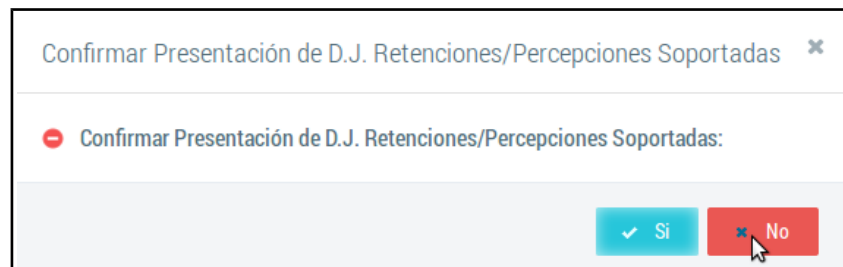 Confirmar Presentación de D.J. Retenciones/Percepciones Soportadas
Confirmar Presentación de D.J. Retenciones/Percepciones Soportadas:
Si No